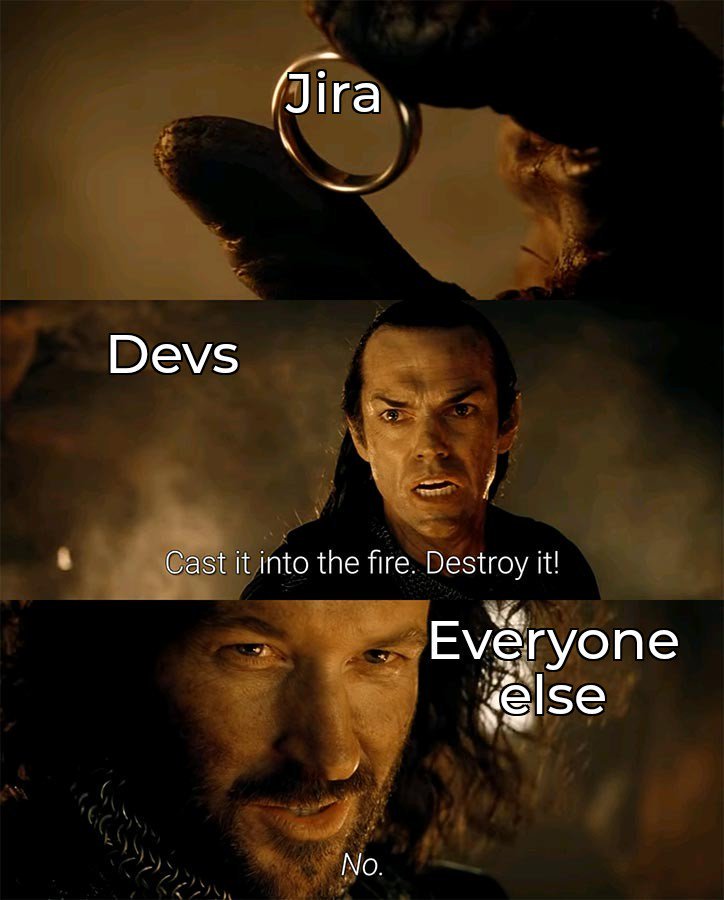 Jira
Devs
Cast it into the fire. Destroy it!
Everyone
else
No.